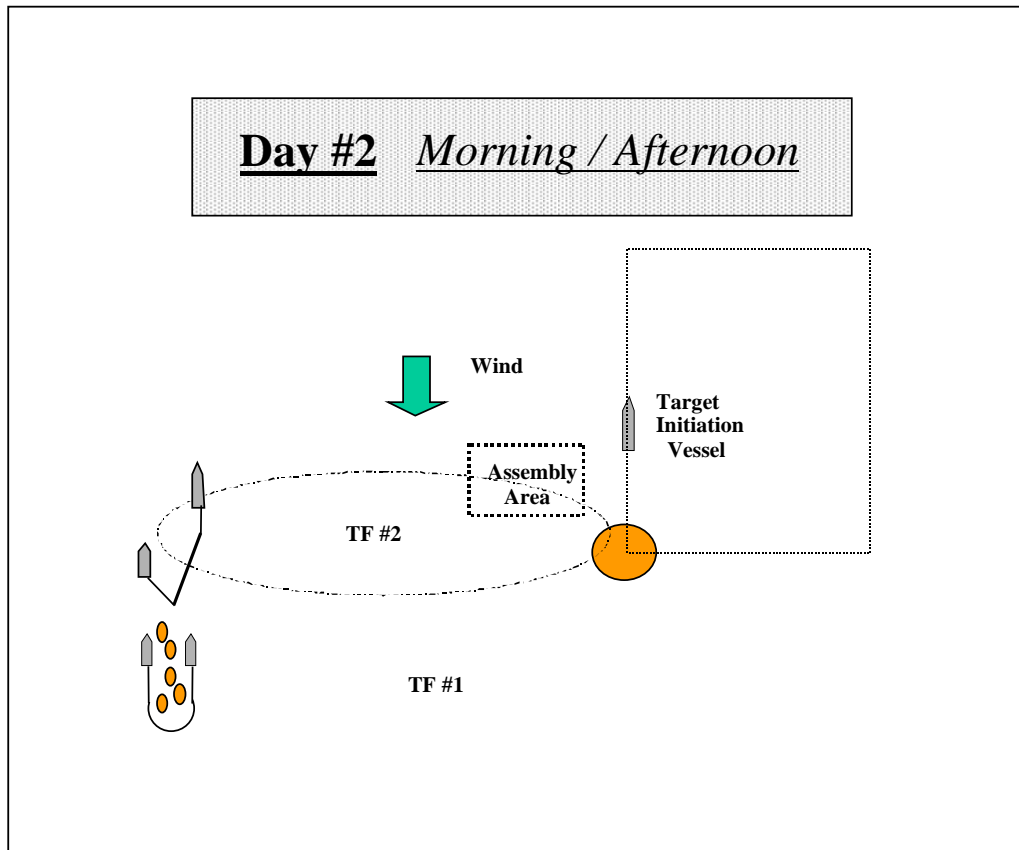 Day #2 Morning / Afternoon
Wind
Target
Initiation
Vessel
Assembly
Area
TF #2
TF #1